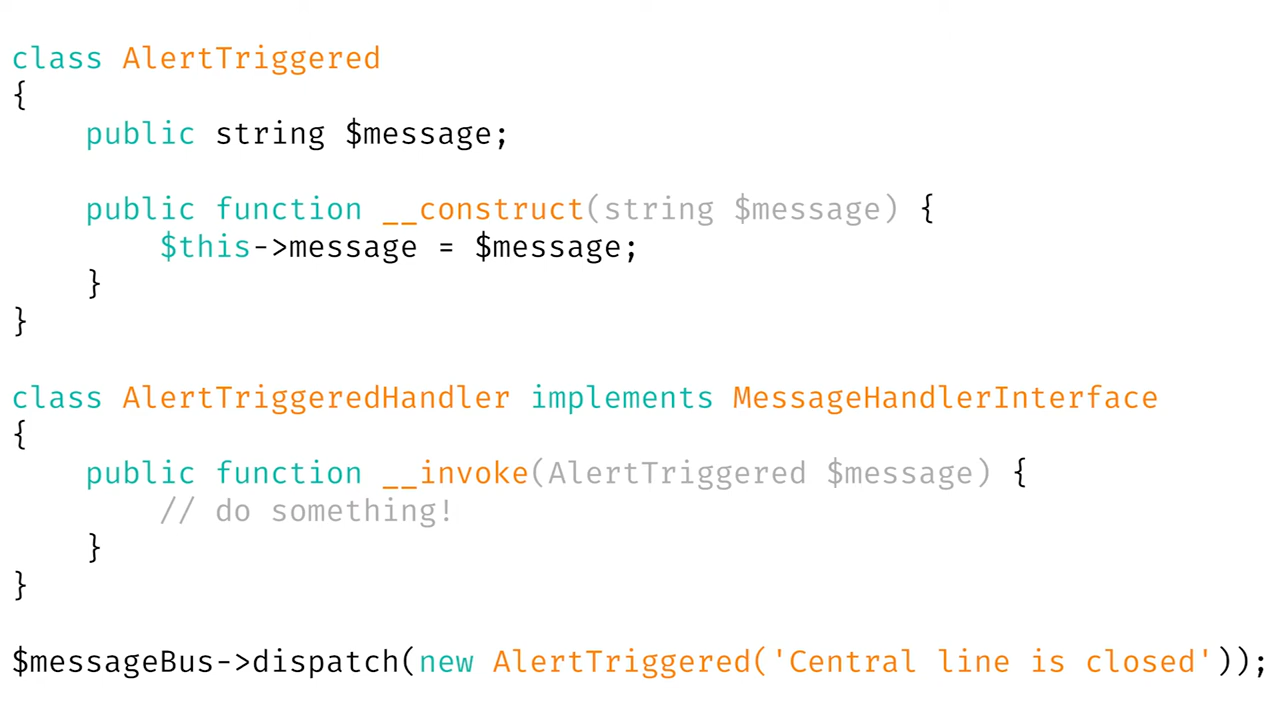 class AlertTriggered
{
    public string $message;

    public function __construct(string $message) {
        $this->message = $message;
    }
}

class AlertTriggeredHandler implements MessageHandlerInterface
{
    public function __invoke(AlertTriggered $message) {
        // do something!
    }
}

$messageBus->dispatch(new AlertTriggered('Central line is closed'));